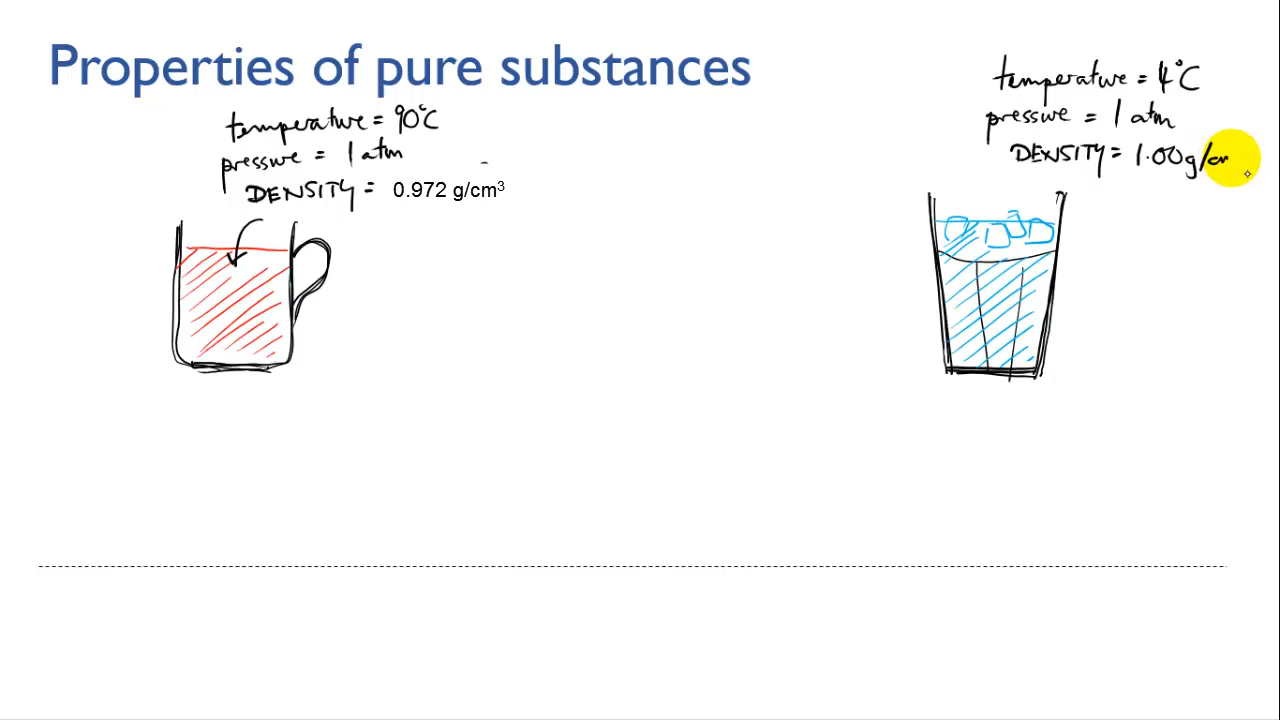 Properties of pure substances
temperature = 90°C
pressure = 1 atm
DENSITY = 0.972 g/cm³
temperature = 4°C
pressure = 1 atm
DENSITY = 1.00g/cm